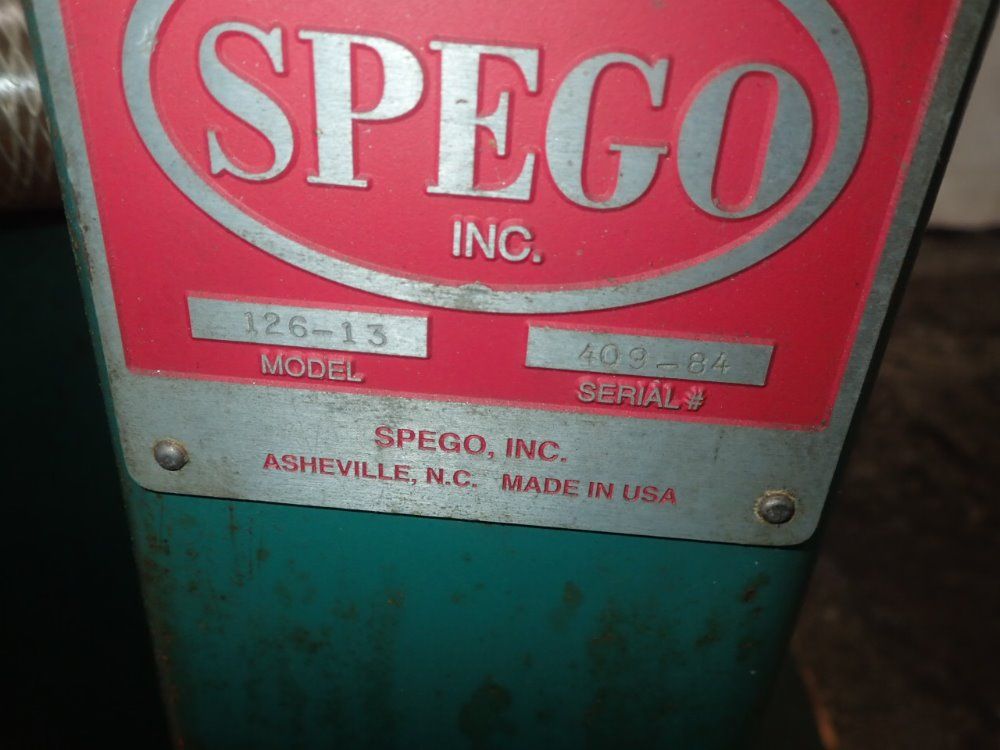 SPEGO
INC.
126-13
MODEL
409-84
SERIAL #
SPEGO, INC.
ASHEVILLE, N.C. MADE IN USA